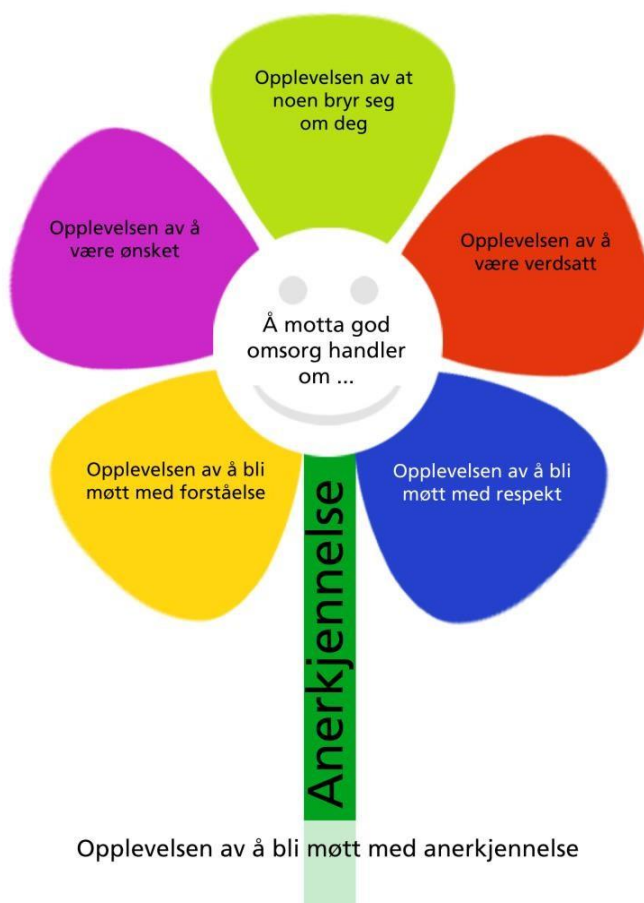 Opplevelsen av at
noen bryr seg
om deg
Opplevelsen av å
være ønsket
Opplevelsen av å
være verdsatt
Å motta god
omsorg handler
om ...
Opplevelsen av å bli
møtt med forståelse
Opplevelsen av å bli
møtt med respekt
Anerkjennelse
Opplevelsen av å bli møtt med anerkjennelse